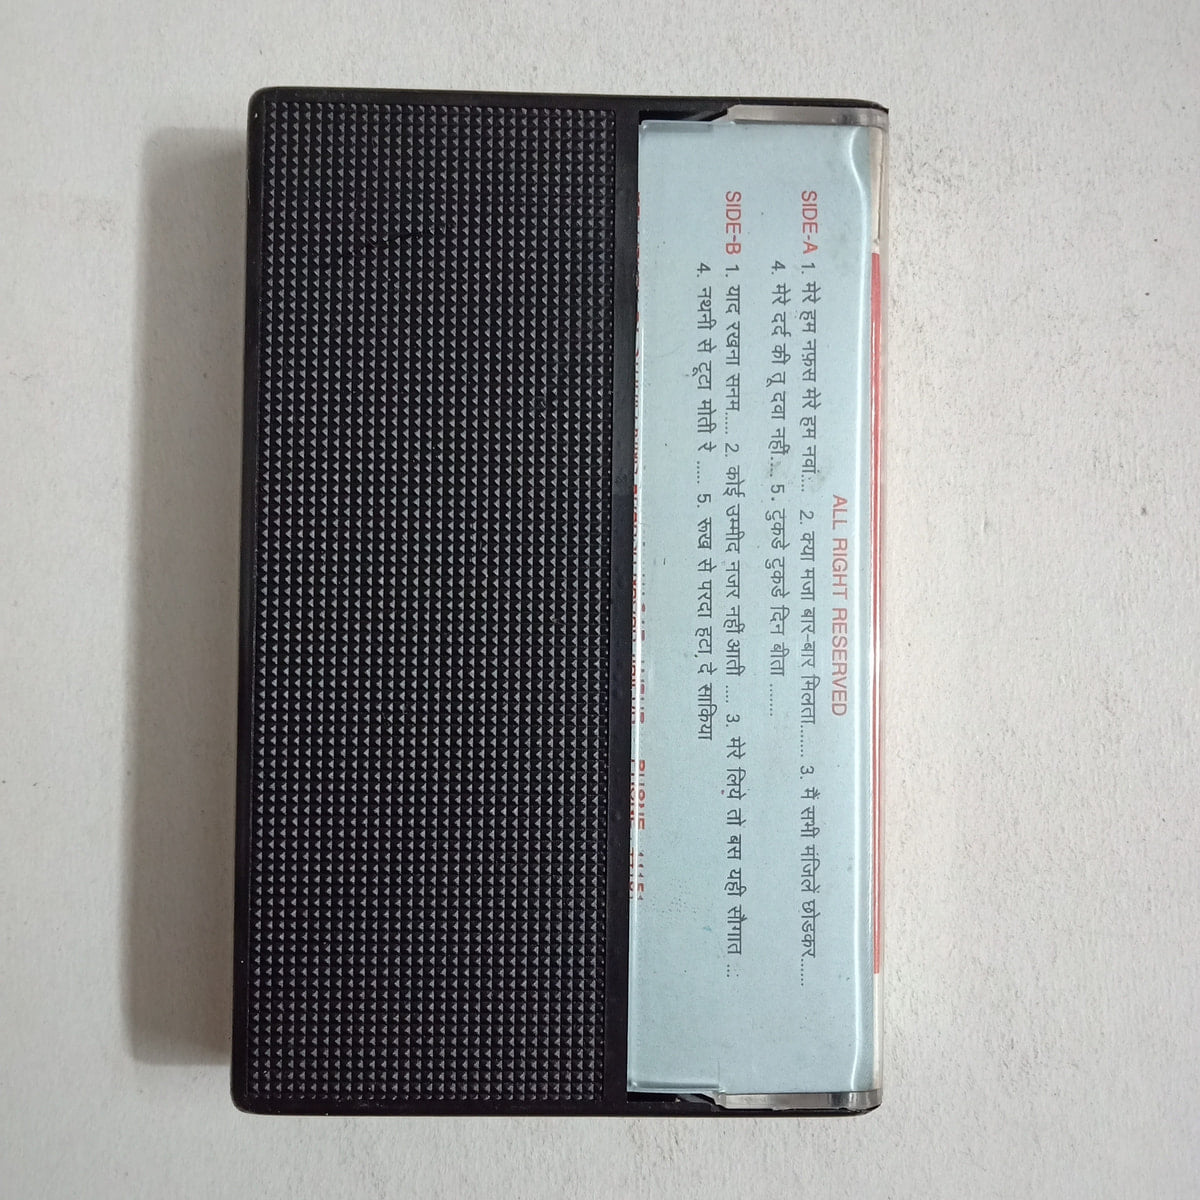 ALL RIGHT RESERVED
SIDE-A 1. मेरे हम नफ़स मेरे हम नवां.... 2. क्या मजा बार-बार मिलता....... 3. मैं सभी मंजिलें छोडकर......
4. मेरे दर्द की तू दवा नहीं.... 5. टुकडे टुकडे दिन बीता .......
SIDE-B 1. याद रखना सनम..... 2. कोई उम्मीद नजर नहीं आती .... 3. मेरे लिये तो बस यही सौगात ...
4. नथनी से टूटा मोती रे ..... 5. रूख से परदा हटा, दे साकिया